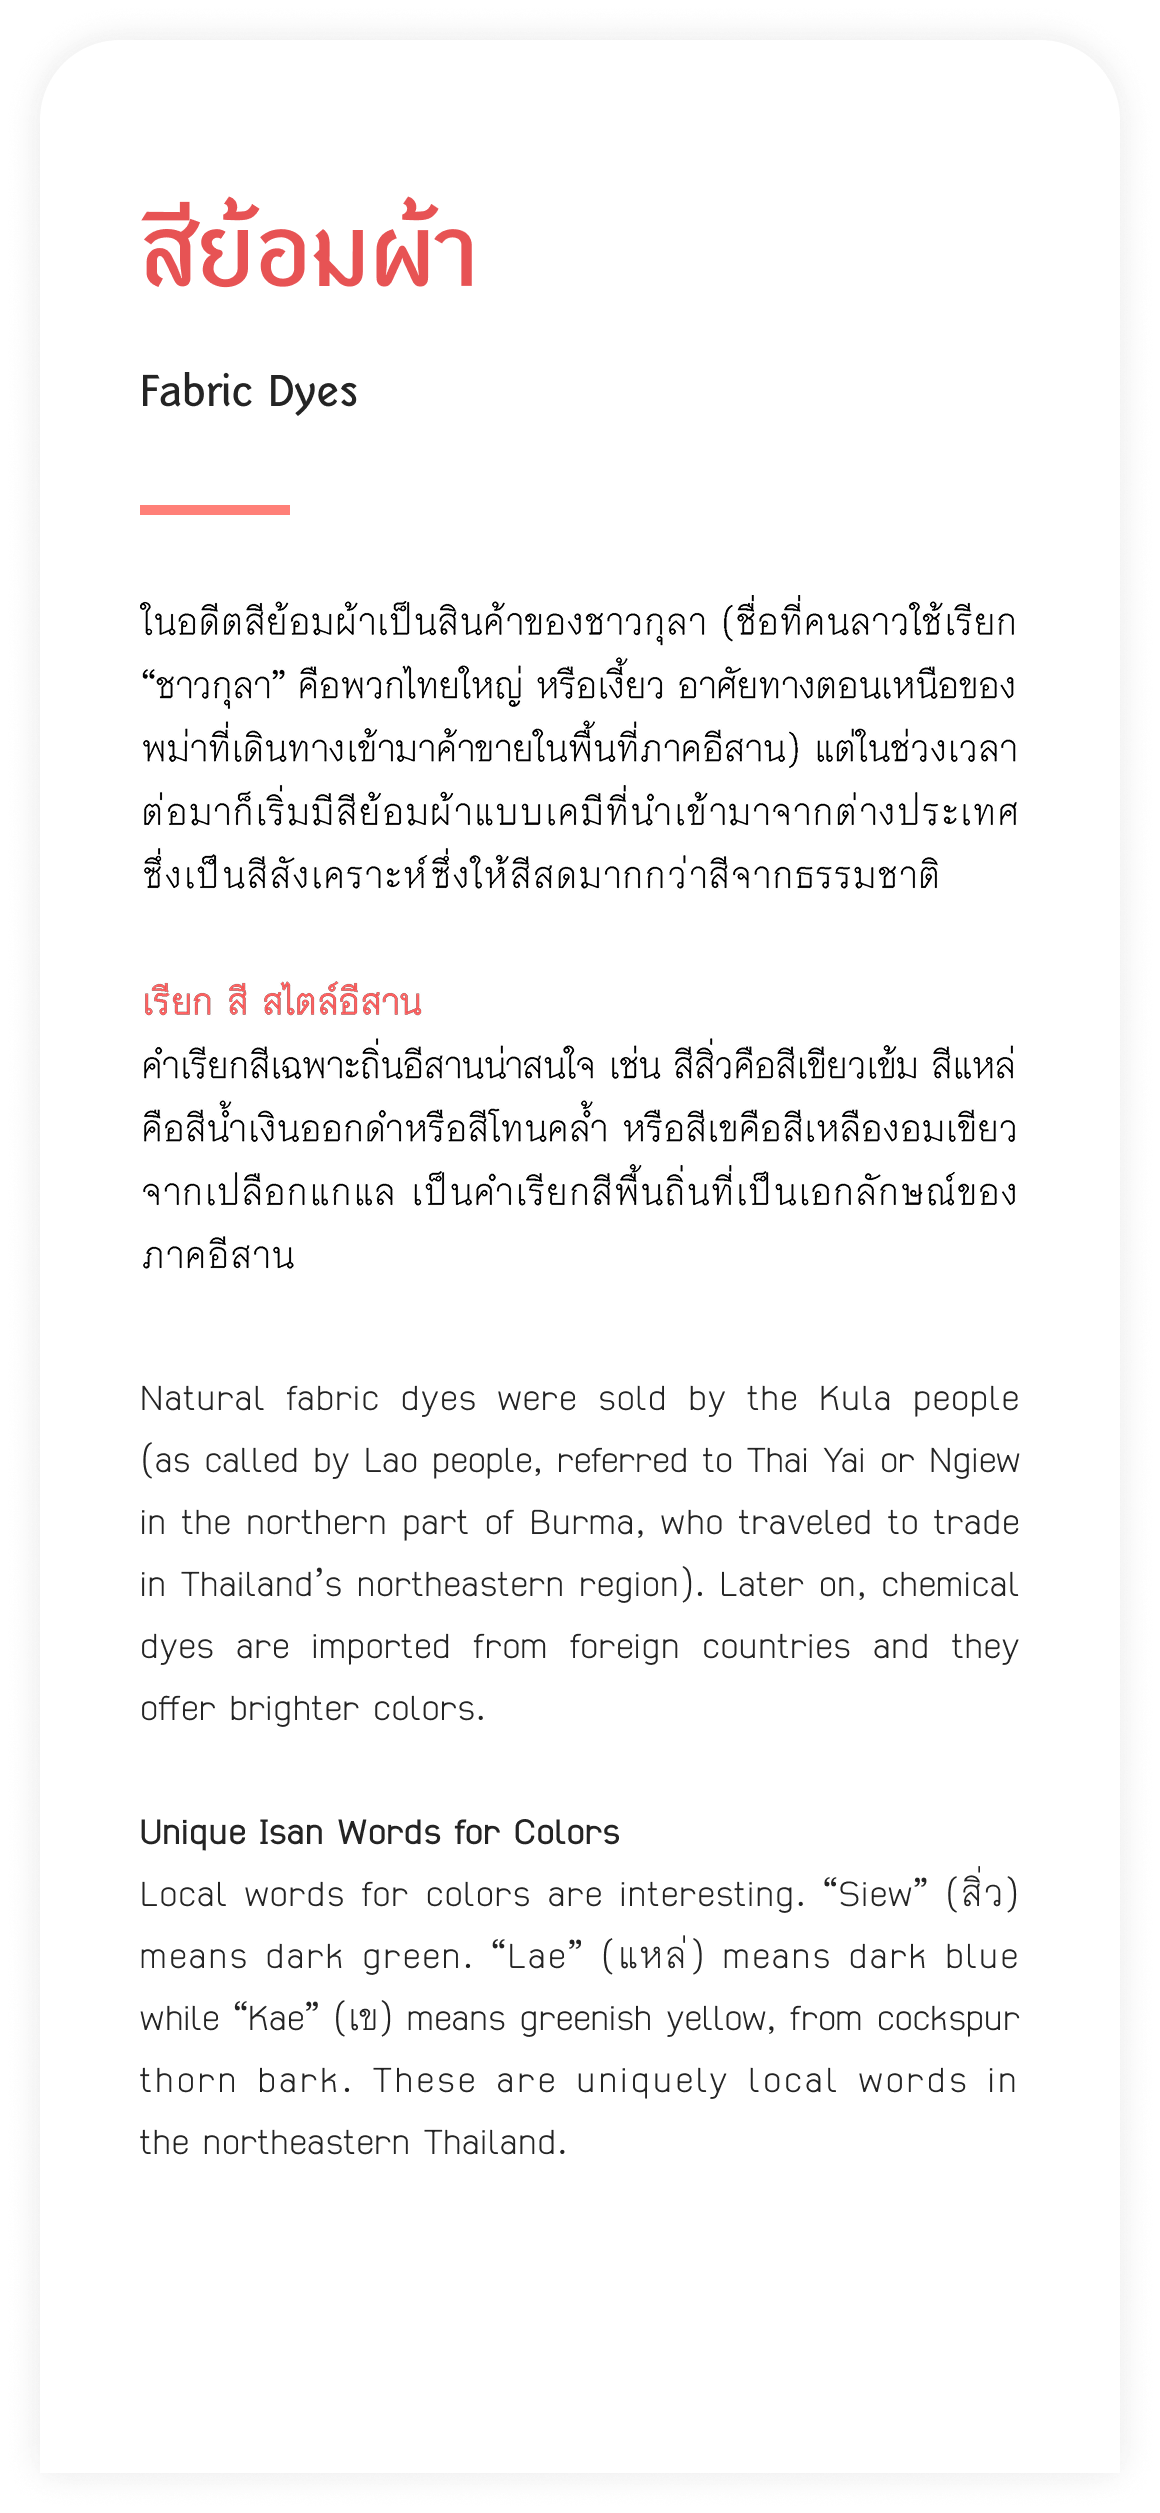 สีย้อมผ้า
Fabric Dyes
ในอดีตสีย้อมผ้าเป็นสินค้าของชาวกุลา (ชื่อที่คนลาวใช้เรียก
“ชาวกุลา” คือพวกไทยใหญ่ หรือเงี้ยว อาศัยทางตอนเหนือของ
พม่าที่เดินทางเข้ามาค้าขายในพื้นที่ภาคอีสาน) แต่ในช่วงเวลา
ต่อมาก็เริ่มมีสีย้อมผ้าแบบเคมีที่นำเข้ามาจากต่างประเทศ
ซึ่งเป็นสีสังเคราะห์ซึ่งให้สีสดมากกว่าสีจากธรรมชาติ
เรียก สี สไตล์อีสาน
คำเรียกสีเฉพาะถิ่นอีสานน่าสนใจ เช่น สีสิ่วคือสีเขียวเข้ม สีแหล่
คือสีน้ำเงินออกดำหรือสีโทนคล้ำ หรือสีเขคือสีเหลืองอมเขียว
จากเปลือกแกแล เป็นคำเรียกสีพื้นถิ่นที่เป็นเอกลักษณ์ของ
ภาคอีสาน
Natural fabric dyes were sold by the Kula people
(as called by Lao people, referred to Thai Yai or Ngiew
in the northern part of Burma, who traveled to trade
in Thailand’s northeastern region). Later on, chemical
dyes are imported from foreign countries and they
offer brighter colors.
Unique Isan Words for Colors
Local words for colors are interesting. “Siew” (สิ่ว)
means dark green. “Lae” (แหล่) means dark blue
while “Kae” (เข) means greenish yellow, from cockspur
thorn bark. These are uniquely local words in
the northeastern Thailand.